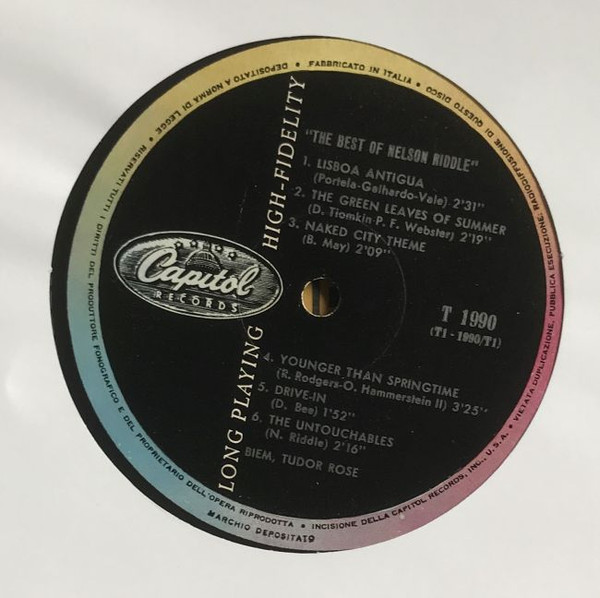 "THE BEST OF NELSON RIDDLE"
1. LISBOA ANTIGUA
(Portela-Galhardo-Vale) 2'31"
2. THE GREEN LEAVES OF SUMMER
(D. Tiomkin-P. F. Webster) 2'19"
3. NAKED CITY THEME
(B. May) 2'09"
HIGH-FIDELITY
Capitol
RECORDS
T 1990
(T1 - 1990/T1)
LONG PLAYING
4. YOUNGER THAN SPRINGTIME
(R. Rodgers-O. Hammerstein II) 3'25"
5. DRIVE-IN
(D. Bee) 1'52"
6. THE UNTOUCHABLES
(N. Riddle) 2'16"
BIEM, TUDOR ROSE
FABBRICATO IN ITALIA • DEPOSITATO A NORMA DI LEGGE • RISERVATI TUTTI I DIRITTI DEL PRODUTTORE FONOGRAFICO E DEL PROPRIETARIO DELL'OPERA RIPRODOTTA • INCISIONE DELLA CAPITOL RECORDS, INC., U.S.A. • VIETATA DUPLICAZIONE, PUBBLICA ESECUZIONE, RADIODIFFUSIONE DI QUESTO DISCO
MARCHIO DEPOSITATO